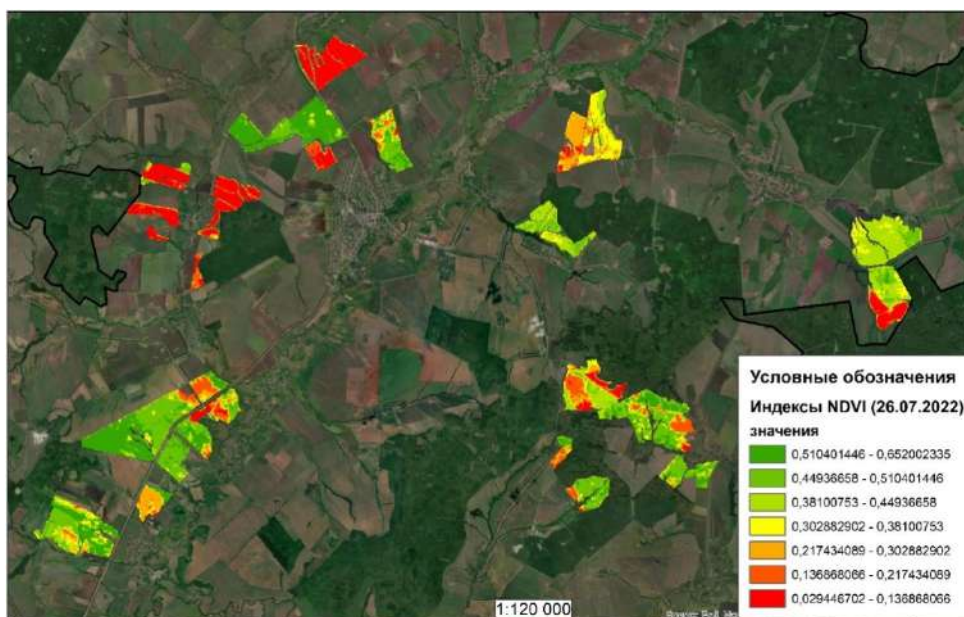 Условные обозначения
Индексы NDVI (26.07.2022)
значения
0,510401446 - 0,652002335
0,44936658 - 0,510401446
0,38100753 - 0,44936658
0,302882902 - 0,38100753
0,217434089 - 0,302882902
0,136868066 - 0,217434089
0,029446702 - 0,136868066
1:120 000